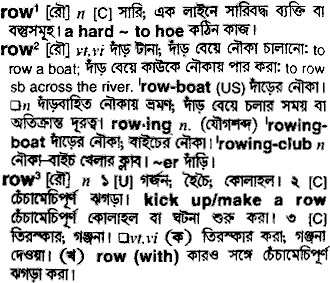 row¹ [রৌ] n [C] সারি; এক লাইনে সারিবদ্ধ ব্যক্তি বা
বস্তুসমূহ। a hard ~ to hoe কঠিন কাজ।
row² [রৌ] vt,vi দাঁড় টানা; দাঁড় বেয়ে নৌকা চালানো: to
row a boat; দাঁড় বেয়ে কাউকে নৌকায় পার করা: to row
sb across the river. ˈrow-boat (US) দাঁড়ের নৌকা।
□n দাঁড়বাহিত নৌকায় ভ্রমণ; দাঁড় বেয়ে চলার সময় বা
অতিক্রান্ত দূরত্ব। row·ing n. (যৌগশব্দ) ˈrowing-
boat দাঁড়ের নৌকা; বাইচের নৌকা। ˈrowing-club n
নৌকা-বাইচ খেলার ক্লাব। ~er দাঁড়ি।
row³ [রৌ] n ১ [U] গর্জন; হৈচৈ; কোলাহল। ২ [C]
চেঁচামেচিপূর্ণ ঝগড়া। kick up/make a row
চেঁচামেচিপূর্ণ কোলাহল বা ঘটনা শুরু করা। ৩ [C]
তিরস্কার; গঞ্জনা। □vt,vi (ক) তিরস্কার করা; গঞ্জনা
দেওয়া। (খ) row (with) কারও সঙ্গে চেঁচামেচিপূর্ণ
ঝগড়া করা।